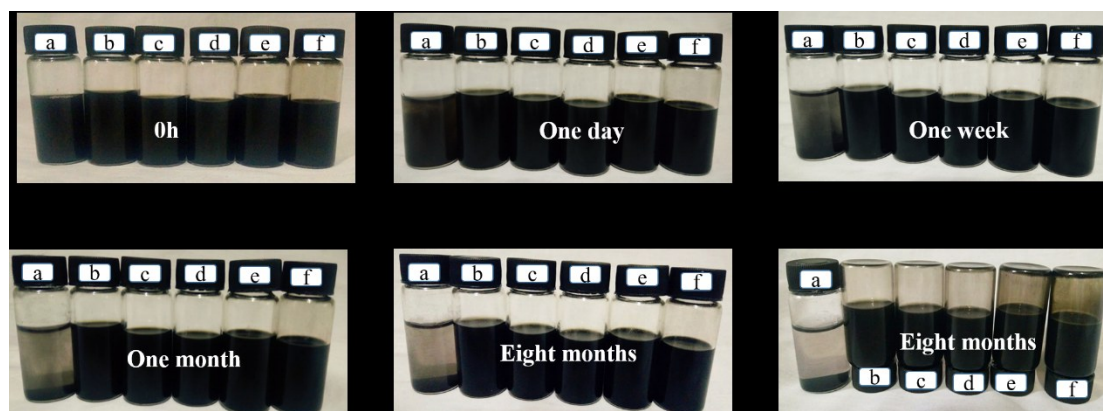 a b c d e f
0h
a b c d e f
One day
a b c d e f
One week
a b c d e f
One month
a b c d e f
Eight months
a
Eight months
b c d e f